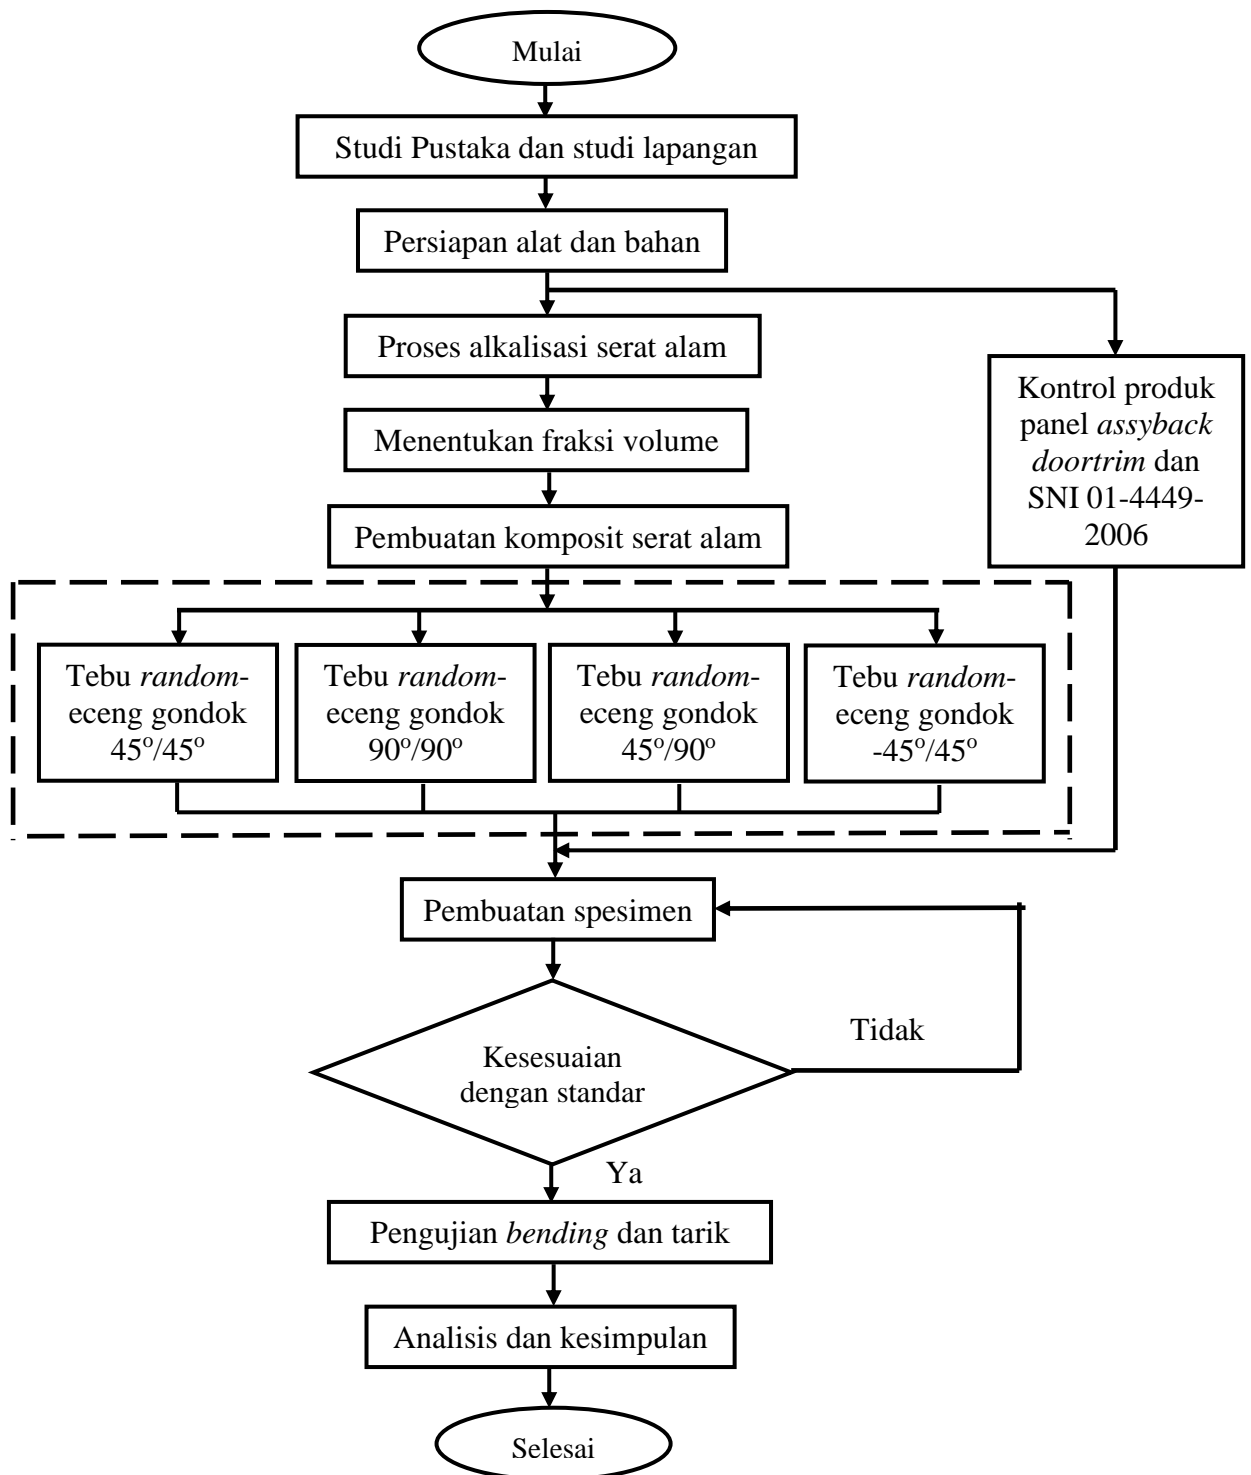 Mulai
Studi Pustaka dan studi lapangan
Persiapan alat dan bahan
Proses alkalisasi serat alam
Kontrol produk
panel assyback
doortrim dan
SNI 01-4449-
2006
Menentukan fraksi volume
Pembuatan komposit serat alam
Tebu random-
eceng gondok
45º/45º
Tebu random-
eceng gondok
90º/90º
Tebu random-
eceng gondok
45º/90º
Tebu random-
eceng gondok
-45º/45º
Pembuatan spesimen
Tidak
Kesesuaian
dengan standar
Ya
Pengujian bending dan tarik
Analisis dan kesimpulan
Selesai